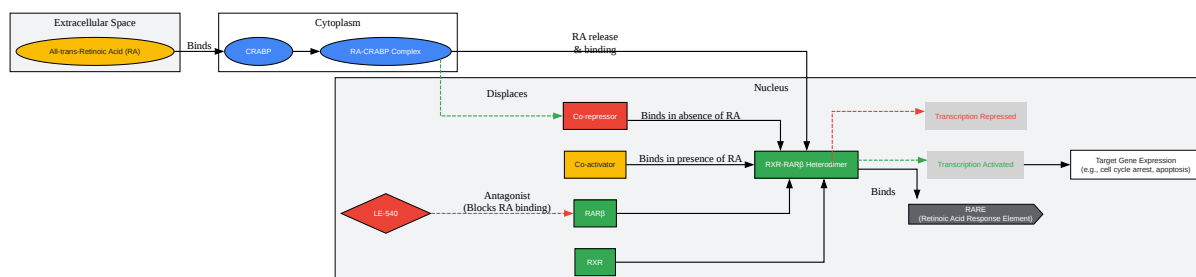 Extracellular Space
All-trans-Retinoic Acid (RA)
Binds
Cytoplasm
CRABP
RA-CRABP Complex
RA release
& binding
Nucleus
Displaces
Co-repressor
Binds in absence of RA
Transcription Repressed
Co-activator
Binds in presence of RA
RXR-RARβ Heterodimer
Transcription Activated
Target Gene Expression
(e.g., cell cycle arrest, apoptosis)
Binds
LE-540
Antagonist
(Blocks RA binding)
RARβ
RARE
(Retinoic Acid Response Element)
RXR